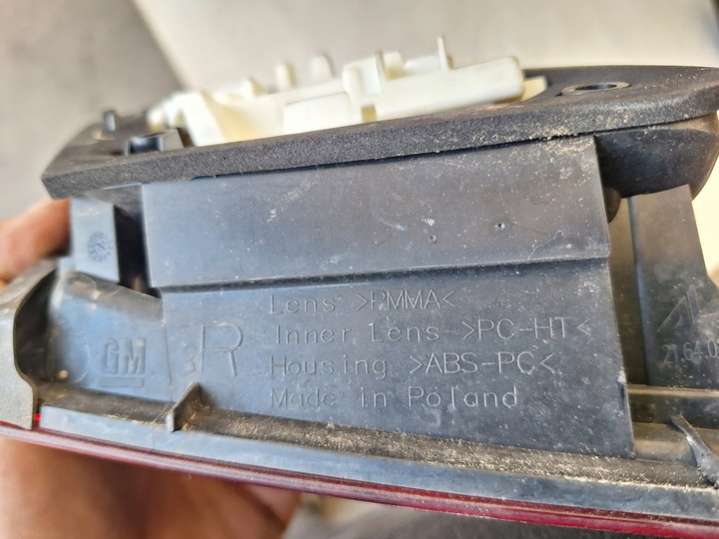 Lens >PMMA<
Inner Lens >PC-HT<
Housing >ABS-PC<
Made in Poland
GM
R